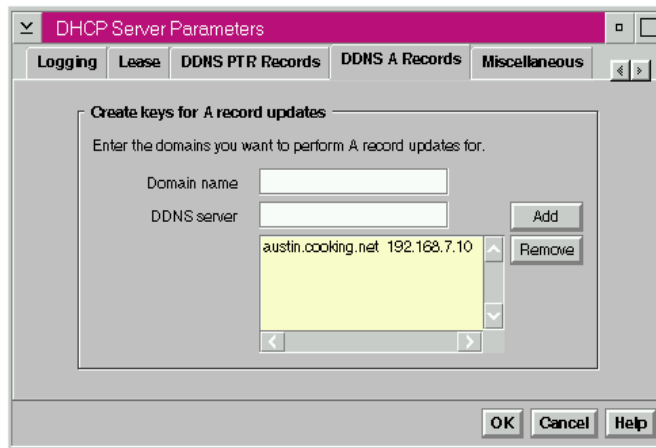 DHCP Server Parameters
Logging Lease DDNS PTR Records DDNS A Records Miscellaneous
Create keys for A record updates
Enter the domains you want to perform A record updates for.
Domain name
DDNS server Add
austin.cooking.net 192.168.7.10 Remove
OK Cancel Help